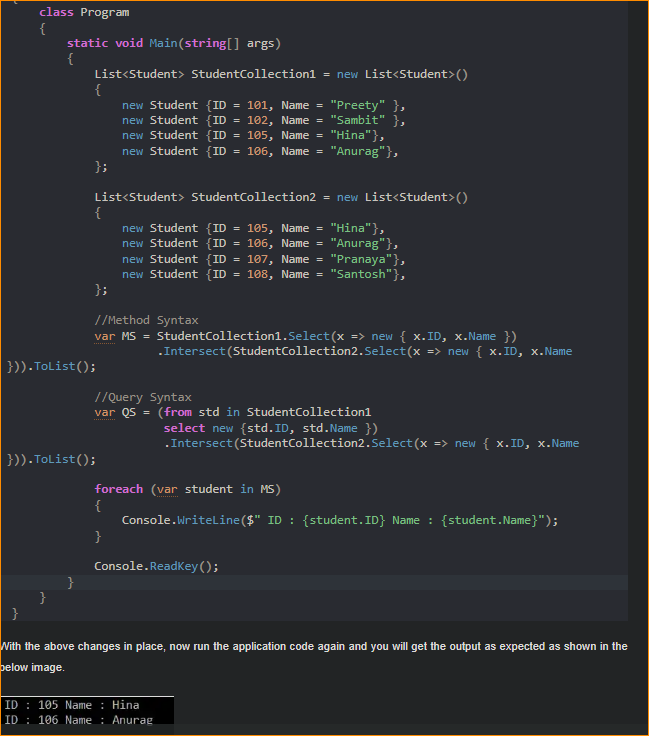 class Program
{
static void Main(string[] args)
{
List<Student> StudentCollection1 = new List<Student>()
{
new Student {ID = 101, Name = "Preety" },
new Student {ID = 102, Name = "Sambit" },
new Student {ID = 105, Name = "Hina"},
new Student {ID = 106, Name = "Anurag"},
};
List<Student> StudentCollection2 = new List<Student>()
{
new Student {ID = 105, Name = "Hina"},
new Student {ID = 106, Name = "Anurag"},
new Student {ID = 107, Name = "Pranaya"},
new Student {ID = 108, Name = "Santosh"},
};
//Method Syntax
var MS = StudentCollection1.Select(x => new { x.ID, x.Name })
.Intersect(StudentCollection2.Select(x => new { x.ID, x.Name
})).ToList();
//Query Syntax
var QS = (from std in StudentCollection1
select new {std.ID, std.Name })
.Intersect(StudentCollection2.Select(x => new { x.ID, x.Name
})).ToList();
foreach (var student in MS)
{
Console.WriteLine($" ID : {student.ID} Name : {student.Name}");
}
Console.ReadKey();
}
}
}
With the above changes in place, now run the application code again and you will get the output as expected as shown in the
below image.
ID : 105 Name : Hina
ID : 106 Name : Anurag